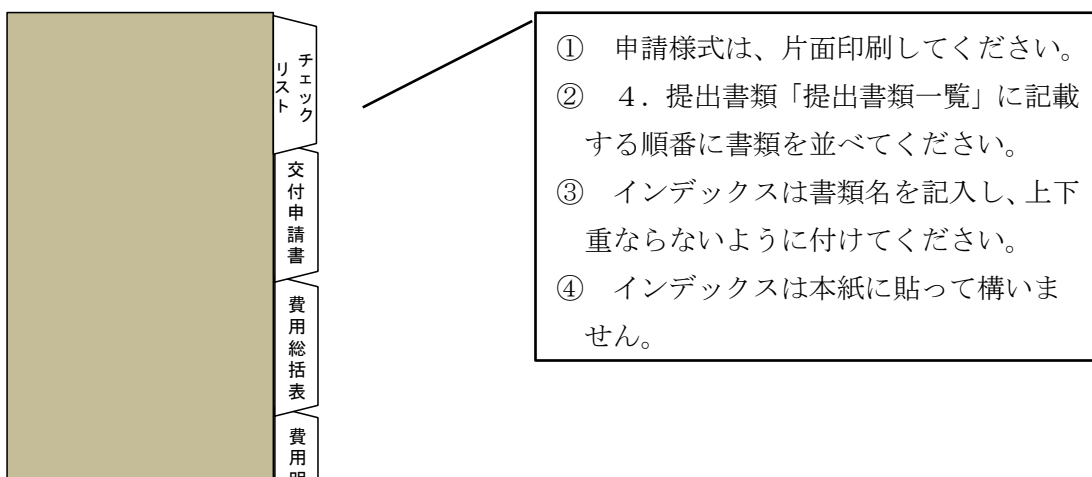 チェック
リスト
交付申請書
費用総括表
費用明
① 申請様式は、片面印刷してください。
② 4.提出書類「提出書類一覧」に記載
する順番に書類を並べてください。
③ インデックスは書類名を記入し、上下
重ならないように付けてください。
④ インデックスは本紙に貼って構いま
せん。